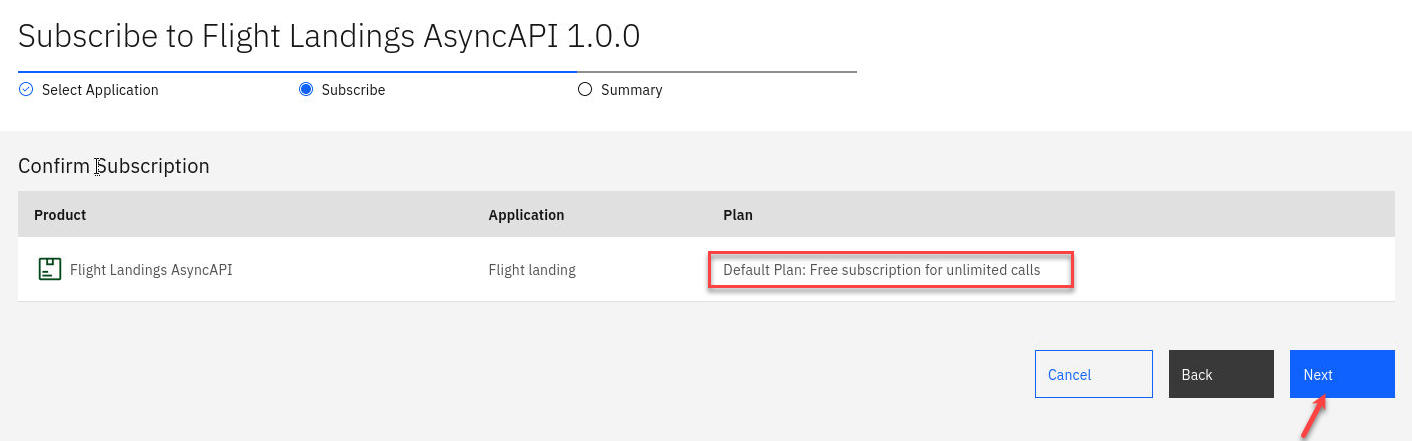 Subscribe to Flight Landings AsyncAPI 1.0.0
Select Application Subscribe Summary
Confirm Subscription
Product Application Plan
Flight Landings AsyncAPI Flight landing Default Plan: Free subscription for unlimited calls
Cancel Back Next